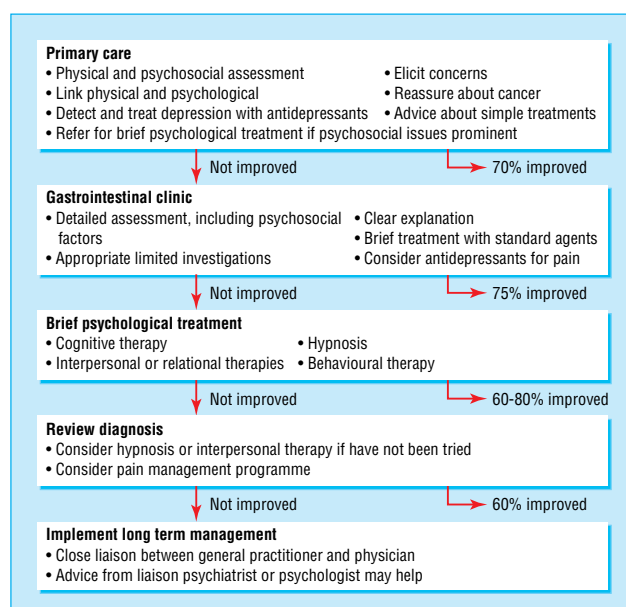 Primary care
• Physical and psychosocial assessment
• Link physical and psychological
• Detect and treat depression with antidepressants
• Refer for brief psychological treatment if psychosocial issues prominent
• Elicit concerns
• Reassure about cancer
• Advice about simple treatments
Not improved
70% improved
Gastrointestinal clinic
• Detailed assessment, including psychosocial
factors
• Appropriate limited investigations
• Clear explanation
• Brief treatment with standard agents
• Consider antidepressants for pain
Not improved
75% improved
Brief psychological treatment
• Cognitive therapy
• Interpersonal or relational therapies
• Hypnosis
• Behavioural therapy
Not improved
60-80% improved
Review diagnosis
• Consider hypnosis or interpersonal therapy if have not been tried
• Consider pain management programme
Not improved
60% improved
Implement long term management
• Close liaison between general practitioner and physician
• Advice from liaison psychiatrist or psychologist may help